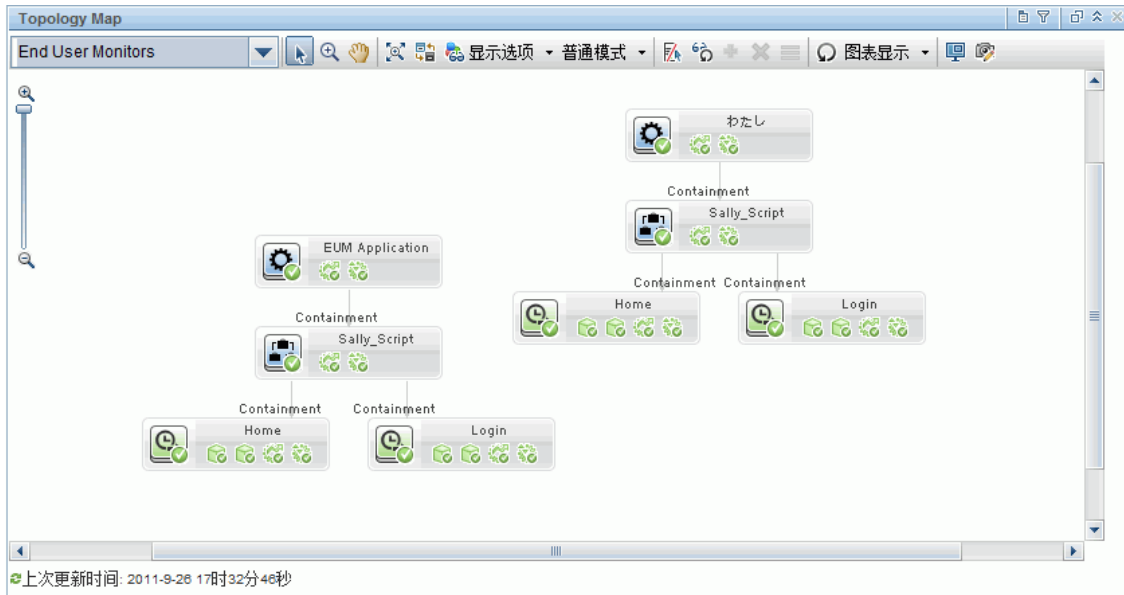 Topology Map
End User Monitors 显示选项 普通模式 图表显示
わたし
Containment
Sally_Script
Containment Containment
Home Login
EUM Application
Containment
Sally_Script
Containment Containment
Home Login
上次更新时间: 2011-9-26 17时32分46秒